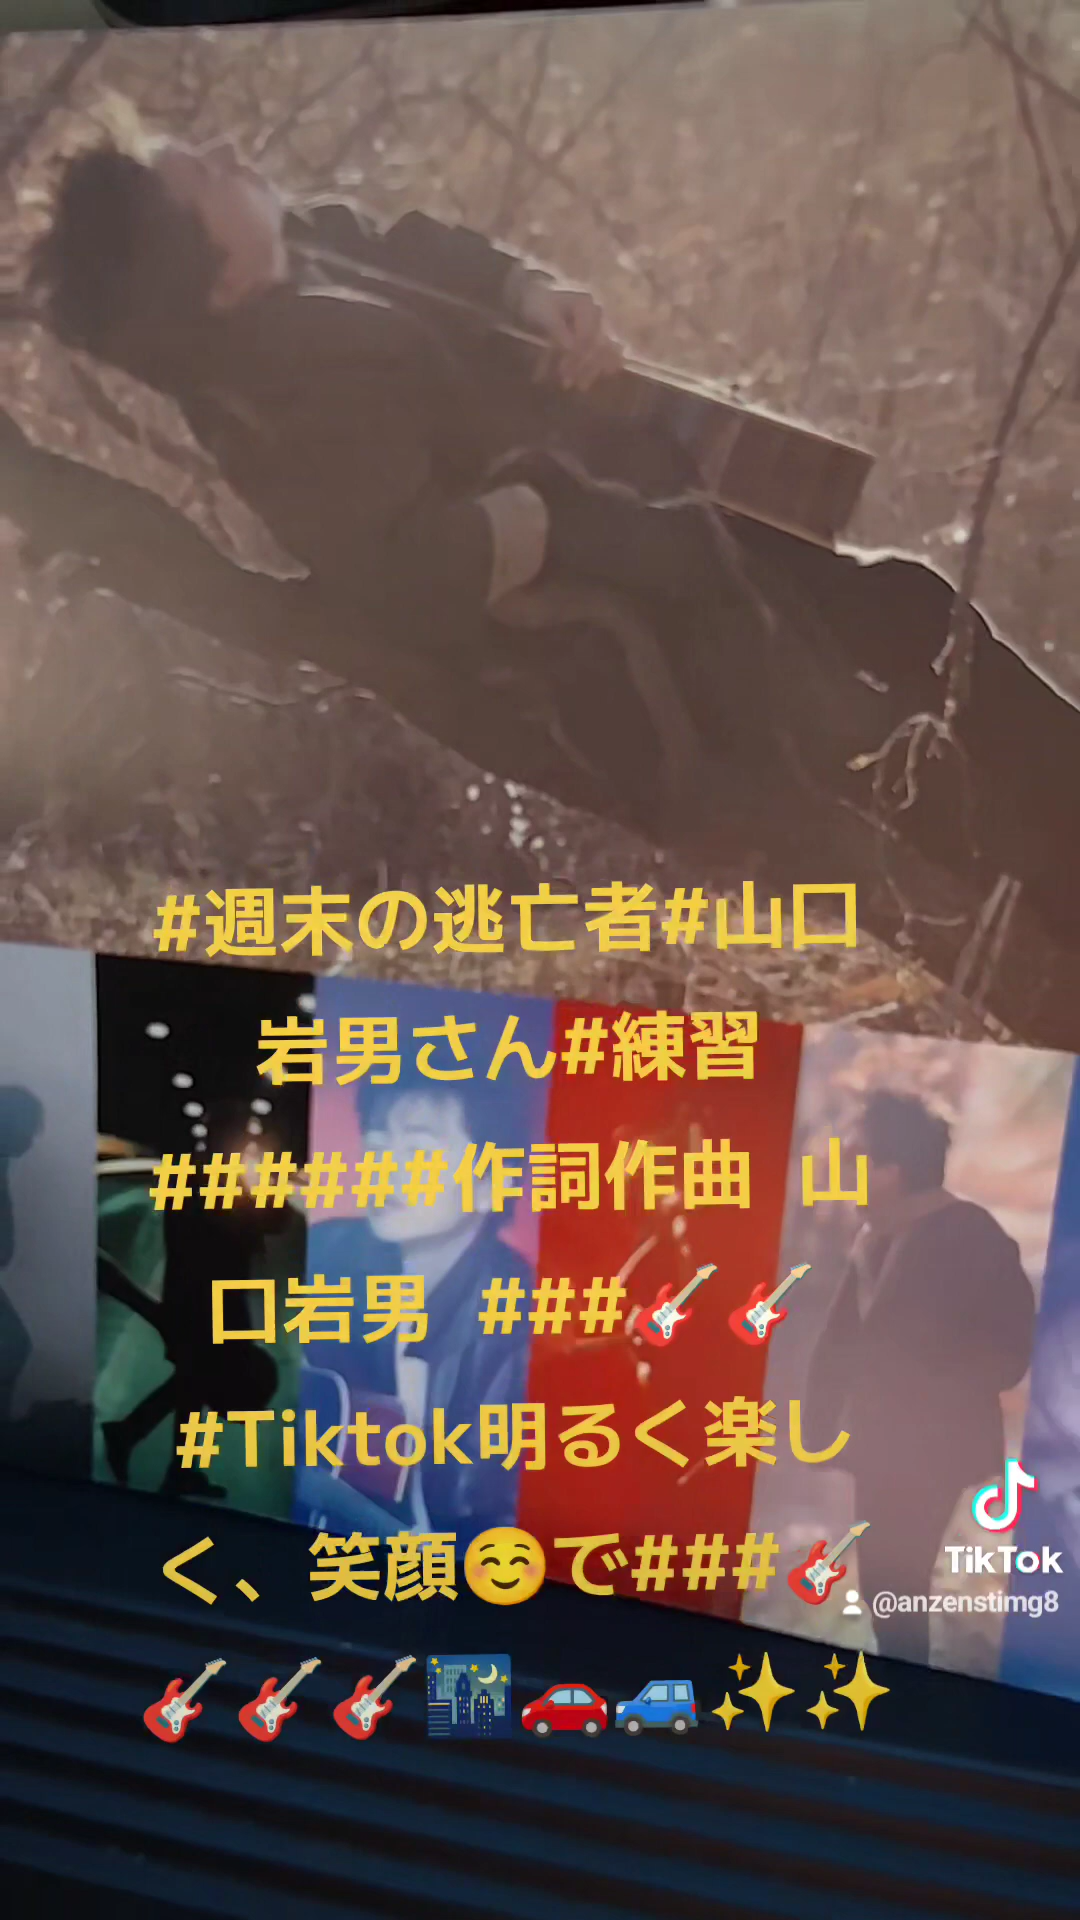 #週末の逃亡者#山口
岩男さん#練習
######作詞作曲 山
口岩男 ###🎸🎸
#Tiktok明るく楽し
く、笑顔☺️で###🎸
🎸🎸🎸🌃🚗🚙✨✨
TikTok
@anzenstimg8